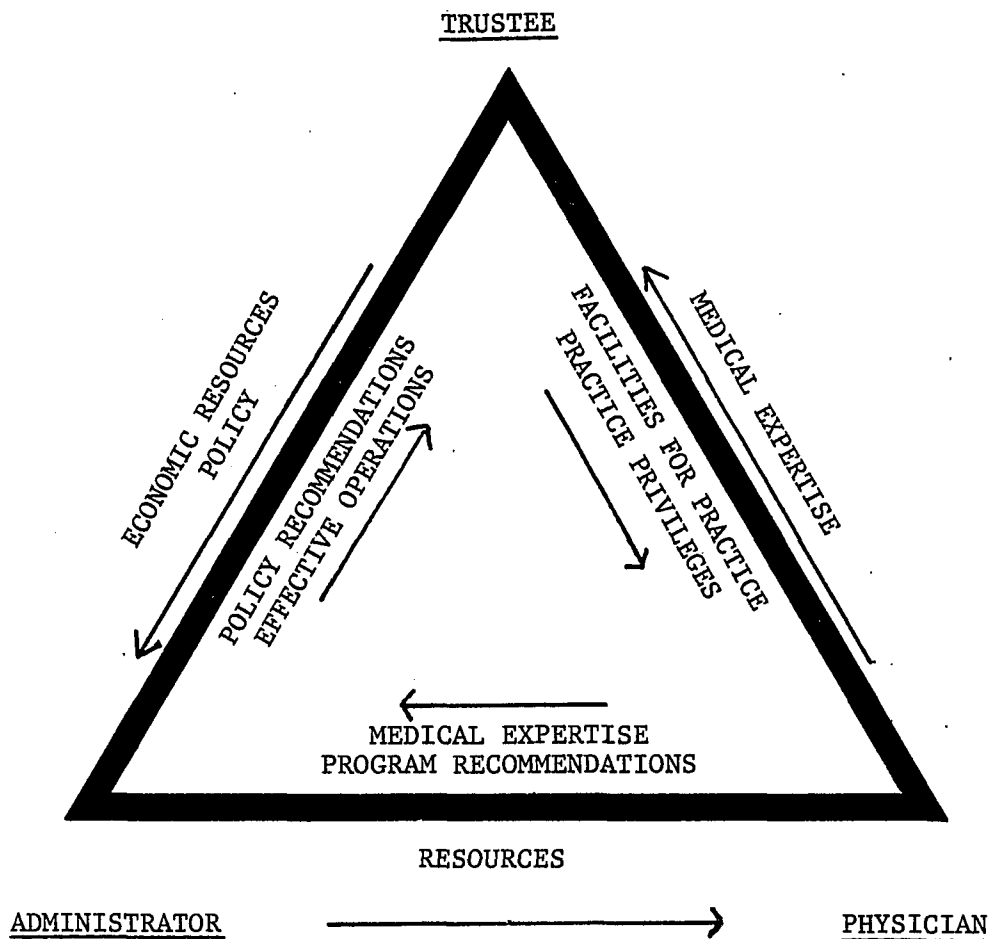 TRUSTEE
ECONOMIC RESOURCES
POLICY
POLICY RECOMMENDATIONS
EFFECTIVE OPERATIONS
FACILITIES FOR PRACTICE
PRACTICE PRIVILEGES
MEDICAL EXPERTISE
MEDICAL EXPERTISE
PROGRAM RECOMMENDATIONS
RESOURCES
ADMINISTRATOR
PHYSICIAN